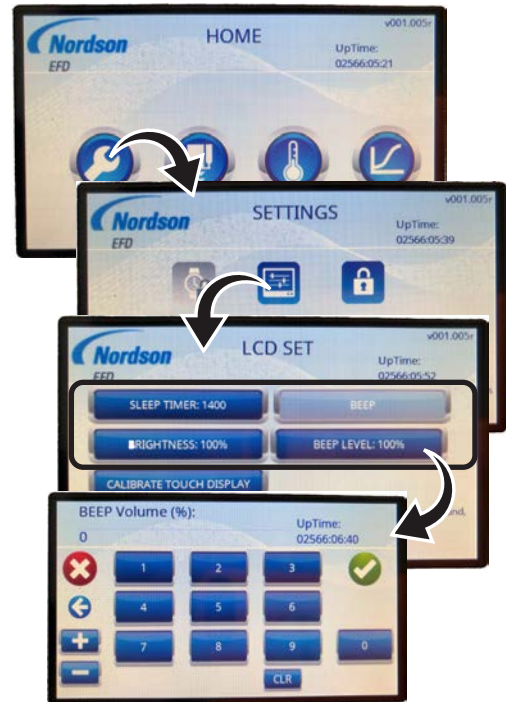 v001.005r
Nordson
EFD
HOME
UpTime:
02566:05:21
v001.005r
Nordson
EFD
SETTINGS
UpTime:
02566:05:39
v001.005r
Nordson
EFD
LCD SET
UpTime:
02566:05:52
SLEEP TIMER: 1400
BEEP
BRIGHTNESS: 100%
BEEP LEVEL: 100%
CALIBRATE TOUCH DISPLAY
BEEP Volume (%):
0
UpTime:
02566:06:40
1 2 3
4 5 6
7 8 9 0
CLR